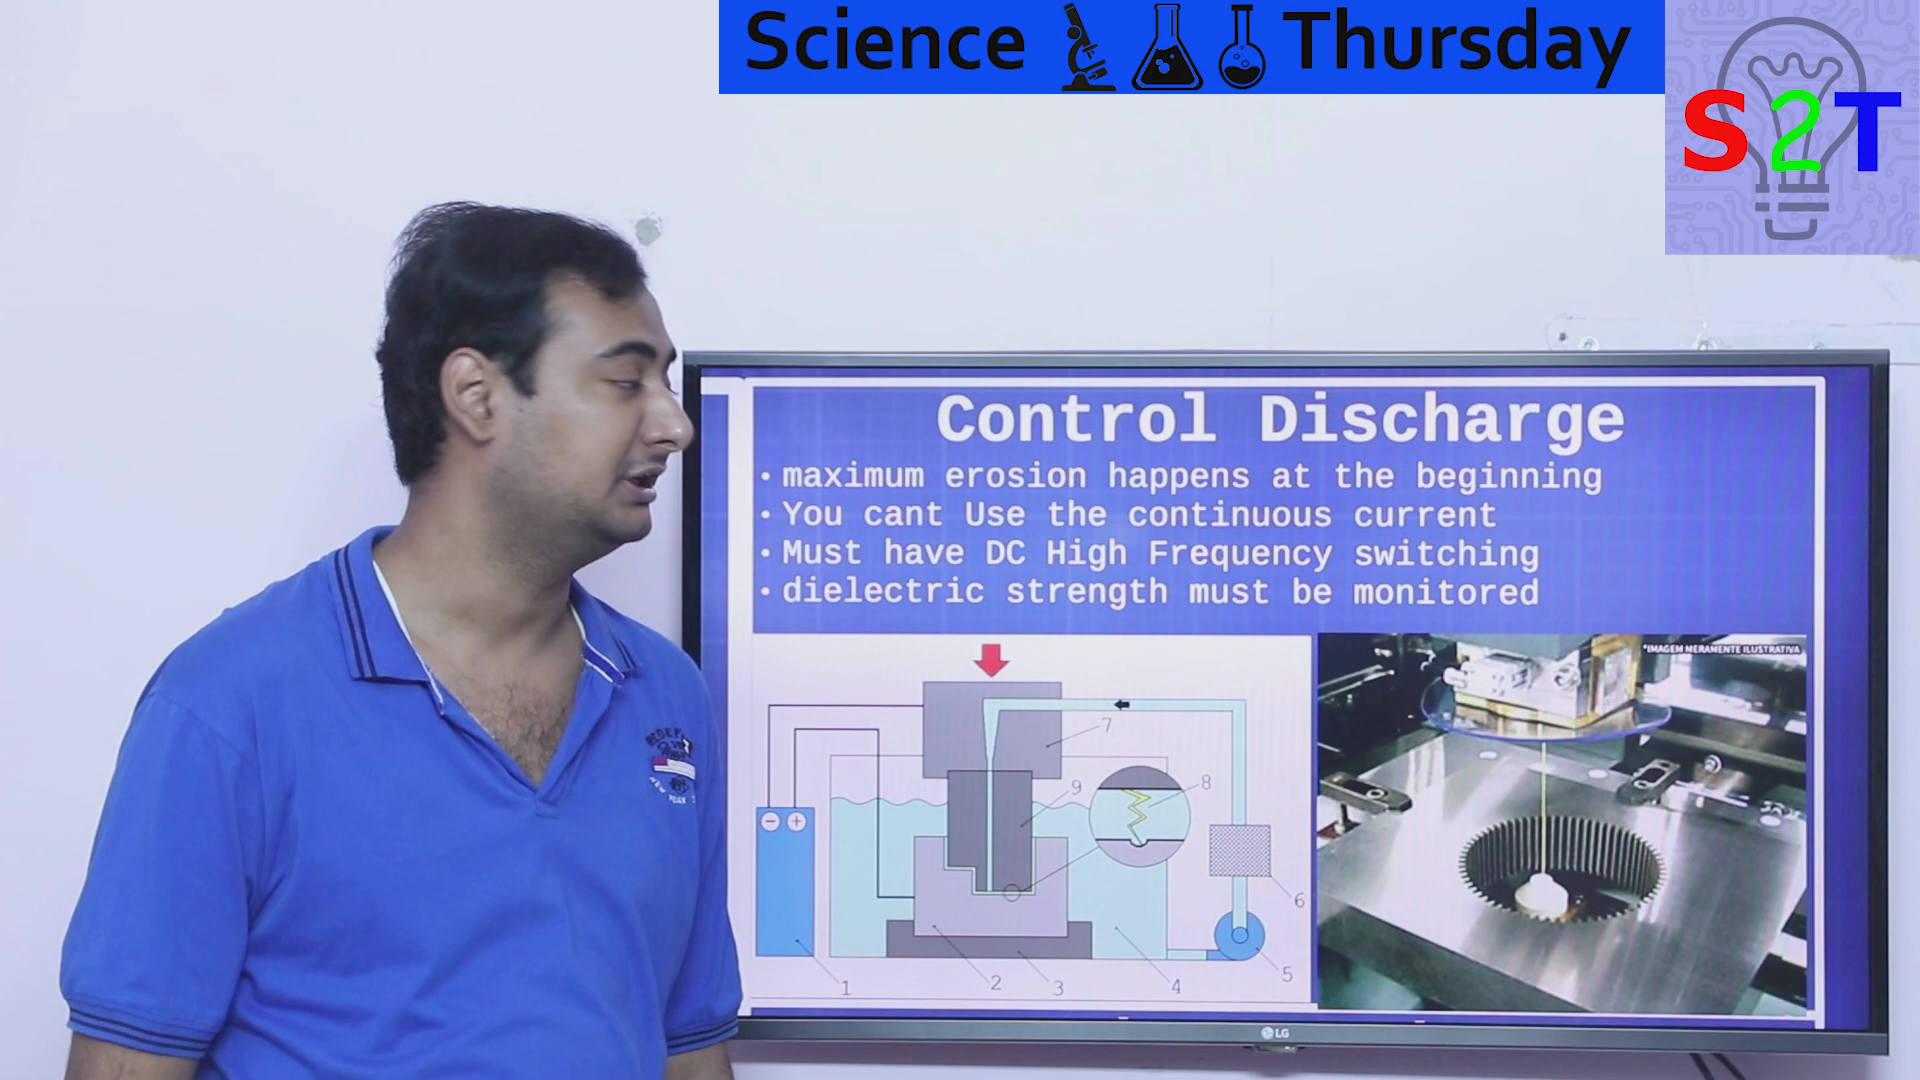 Science Thursday
S2T
Control Discharge
• maximum erosion happens at the beginning
• You cant Use the continuous current
• Must have DC High Frequency switching
• dielectric strength must be monitored
*IMAGEM MERAMENTE ILUSTRATIVA
7
9
8
− +
6
5
1
2
3
4
LG